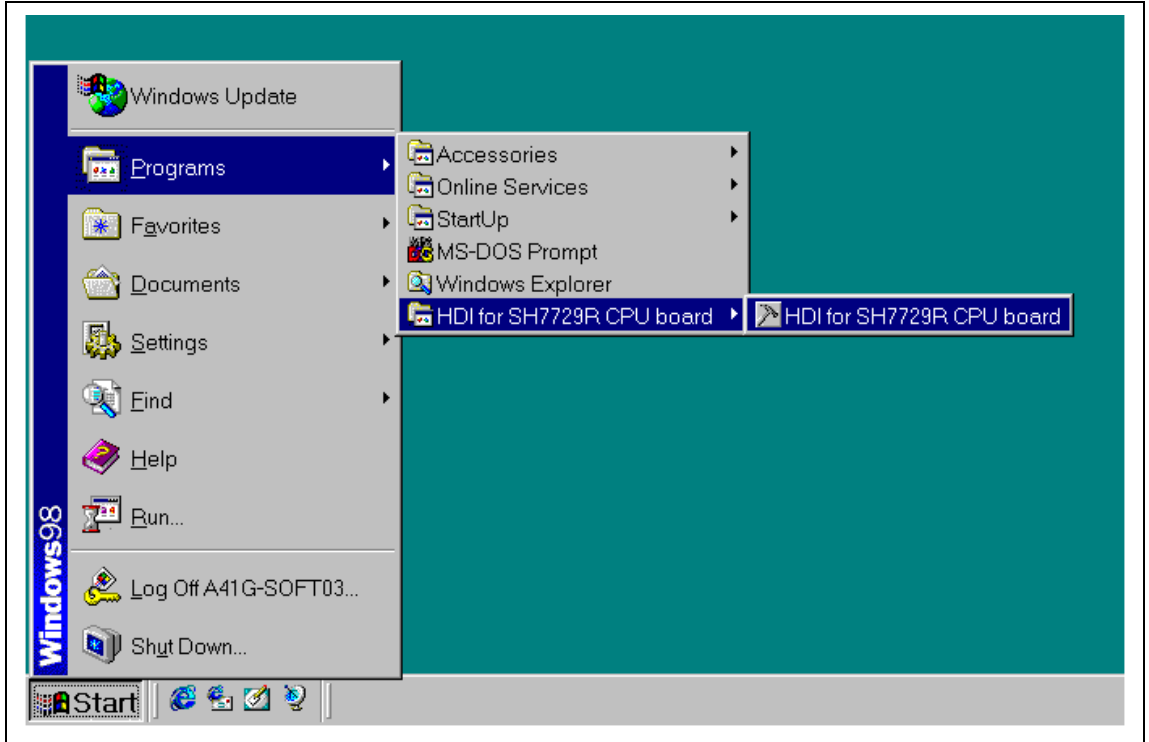 Windows Update
Programs
Favorites
Documents
Settings
Find
Help
Run...
Log Off A41G-SOFT03...
Shut Down...
Windows98
Accessories
Online Services
StartUp
MS-DOS Prompt
Windows Explorer
HDI for SH7729R CPU board
HDI for SH7729R CPU board
Start